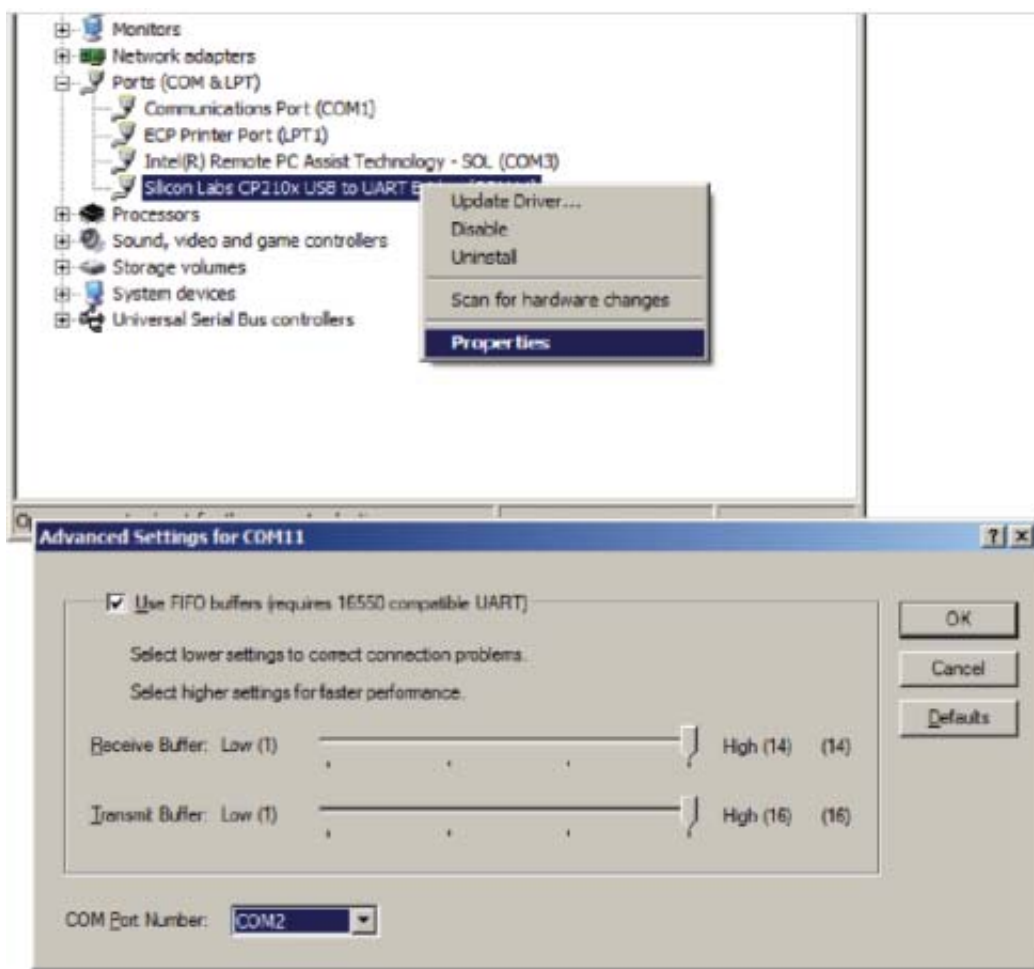 Monitors
Network adapters
Ports (COM & LPT)
Communications Port (COM1)
ECP Printer Port (LPT1)
Intel(R) Remote PC Assist Technology - SOL (COM3)
Silicon Labs CP210x USB to UART
Processors
Sound, video and game controllers
Storage volumes
System devices
Universal Serial Bus controllers
Update Driver...
Disable
Uninstall
Scan for hardware changes
Properties
Advanced Settings for COM11
Use FIFO buffers (requires 16550 compatible UART)
Select lower settings to correct connection problems.
Select higher settings for faster performance.
Receive Buffer: Low (1) High (14) (14)
Transmit Buffer: Low (1) High (16) (16)
COM Port Number: COM2
OK
Cancel
Defaults